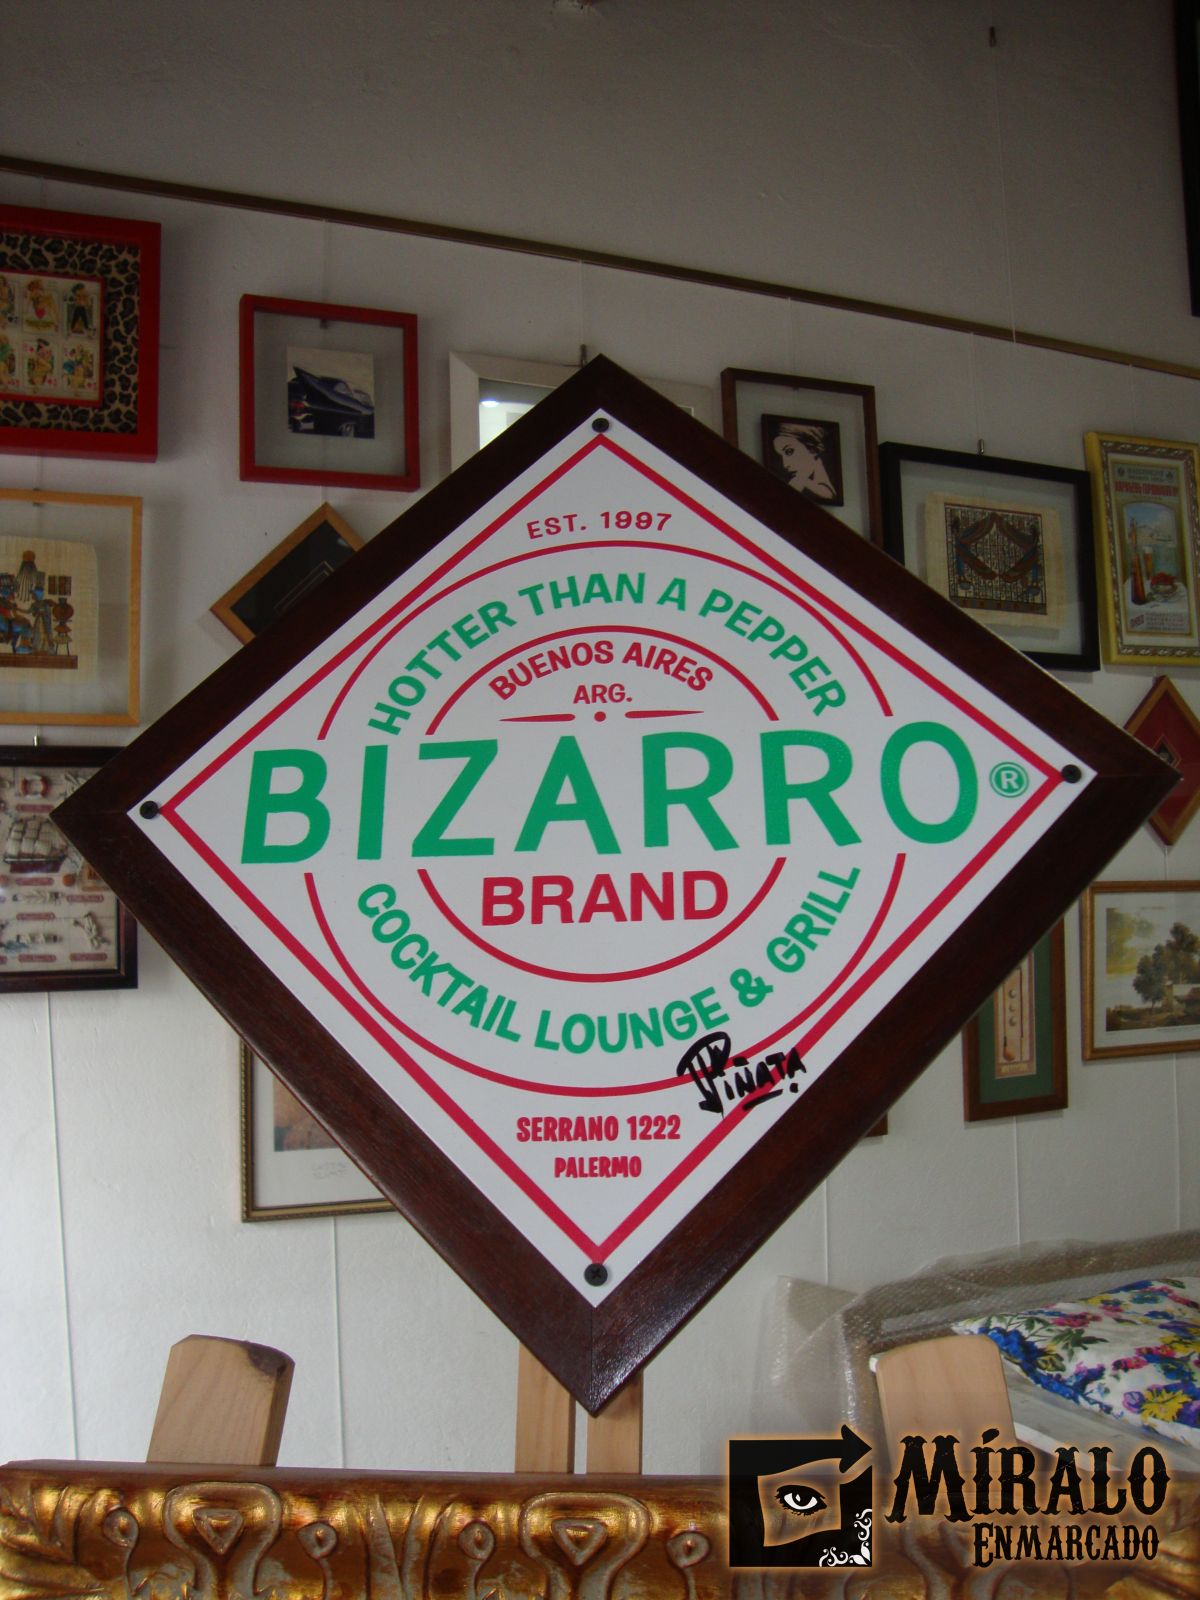 EST. 1997
HOTTER THAN A PEPPER
BUENOS AIRES
ARG.
BIZARRO®
BRAND
COCKTAIL LOUNGE & GRILL
PIÑATA
SERRANO 1222
PALERMO
MÍRALO
ENMARCADO